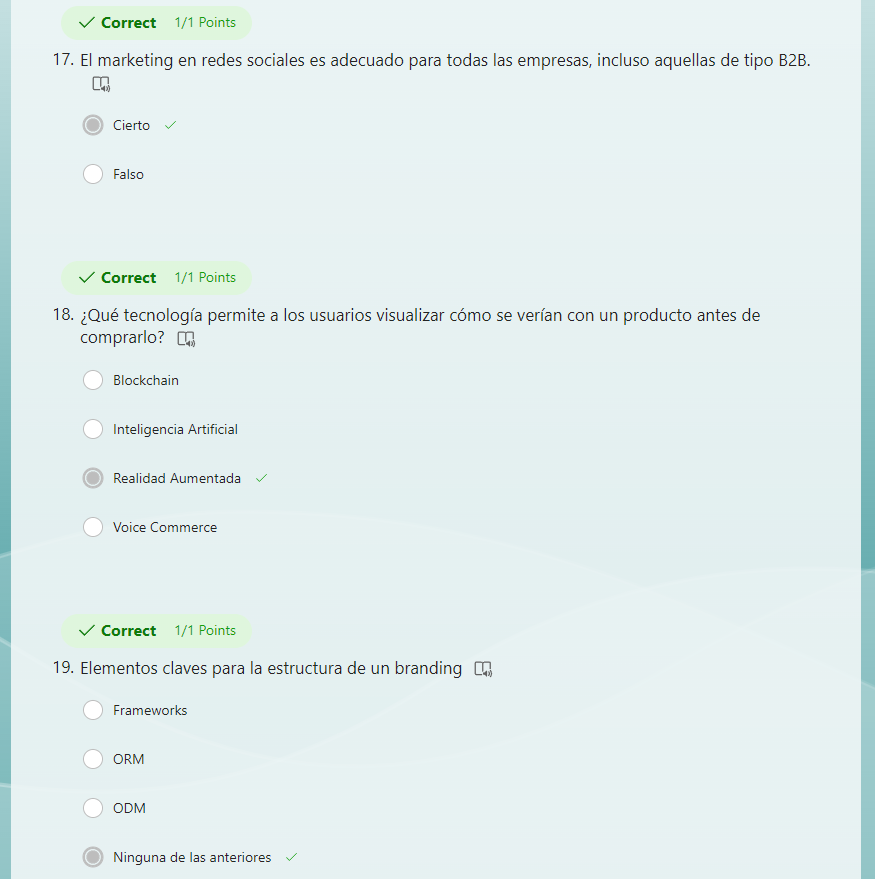 Correct 1/1 Points
17. El marketing en redes sociales es adecuado para todas las empresas, incluso aquellas de tipo B2B.
Cierto
Falso
Correct 1/1 Points
18. ¿Qué tecnología permite a los usuarios visualizar cómo se verían con un producto antes de
comprarlo?
Blockchain
Inteligencia Artificial
Realidad Aumentada
Voice Commerce
Correct 1/1 Points
19. Elementos claves para la estructura de un branding
Frameworks
ORM
ODM
Ninguna de las anteriores